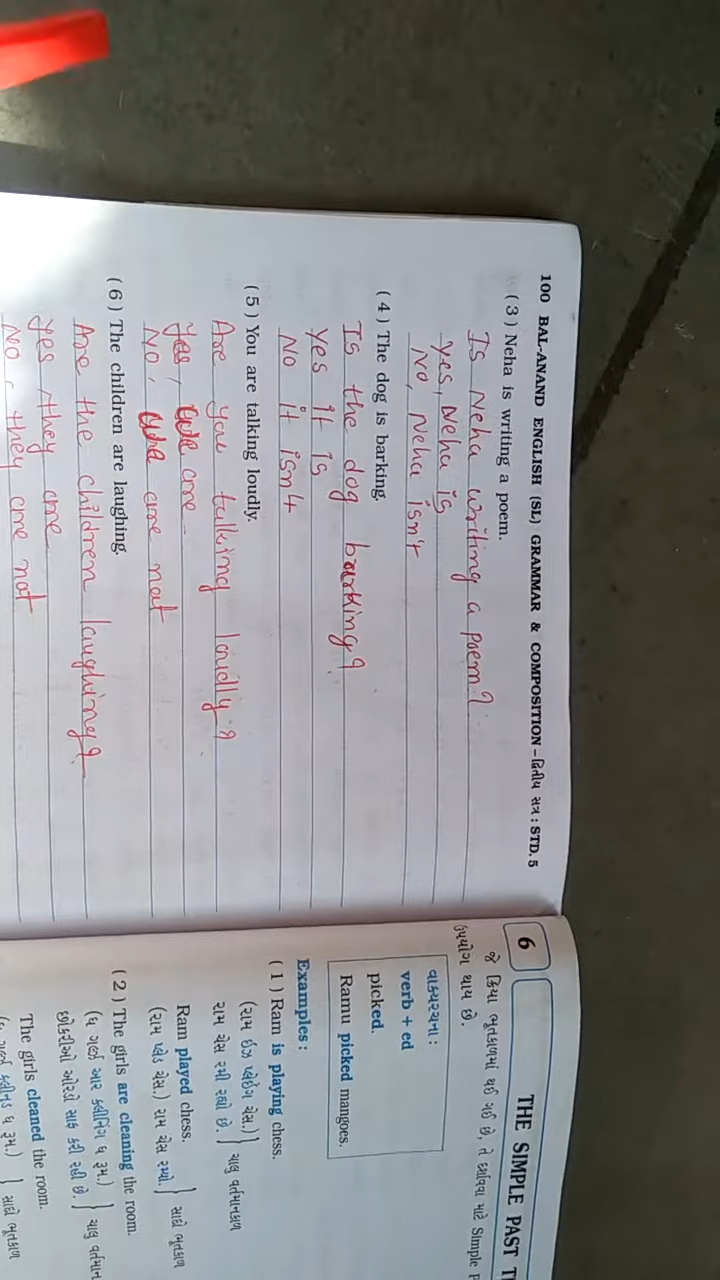 100 BAL-ANAND ENGLISH (SL) GRAMMAR & COMPOSITION – દ્વિતીય સત્ર : STD. 5
( 3 ) Neha is writing a poem.
Is Neha writing a poem?
Yes, Neha is
No, Neha isn't
( 4 ) The dog is barking.
Is the dog barking?
Yes it is
No it isn't
( 5 ) You are talking loudly.
Are you talking loudly?
Yes, we are
No, we are not
( 6 ) The children are laughing.
Are the children laughing?
Yes they are
No, they are not
6
THE SIMPLE PAST
જે ક્રિયા ભૂતકાળમાં થઈ ગઈ છે, તે દર્શાવવા માટે Simple
ઉપયોગ થાય છે.
વાક્યરચના :
verb + ed
picked.
Ramu picked mangoes.
Examples :
( 1 ) Ram is playing chess.
(રામ ઇઝ પ્લેઇંગ ચેસ.)
રામ ચેસ રમી રહ્યો છે. } ચાલુ વર્તમાનકાળ
Ram played chess.
(રામ પ્લેડ ચેસ.) રામ ચેસ રમ્યો. } સાદો ભૂતકાળ
( 2 ) The girls are cleaning the room.
(ધ ગર્લ્ઝ આર ક્લીનિંગ ધ રૂમ.)
છોકરીઓ ઓરડો સાફ કરી રહી છે. } ચાલુ
The girls cleaned the room.
ધ રૂમ.) } સાદો ભૂતકાળ